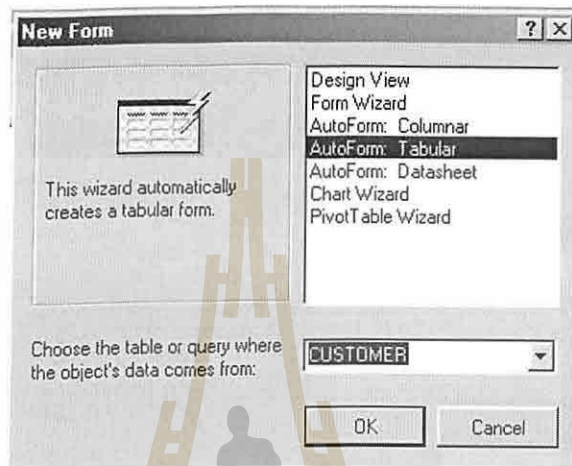 New Form
? ×
Design View
Form Wizard
AutoForm: Columnar
AutoForm: Tabular
AutoForm: Datasheet
Chart Wizard
PivotTable Wizard
This wizard automatically
creates a tabular form.
Choose the table or query where
the object's data comes from:
CUSTOMER
OK
Cancel